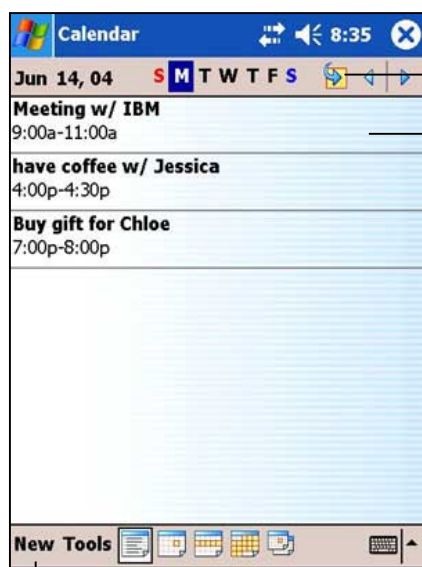 Calendar 8:35
Jun 14, 04 S M T W T F S
Meeting w/ IBM
9:00a-11:00a
have coffee w/ Jessica
4:00p-4:30p
Buy gift for Chloe
7:00p-8:00p
New Tools